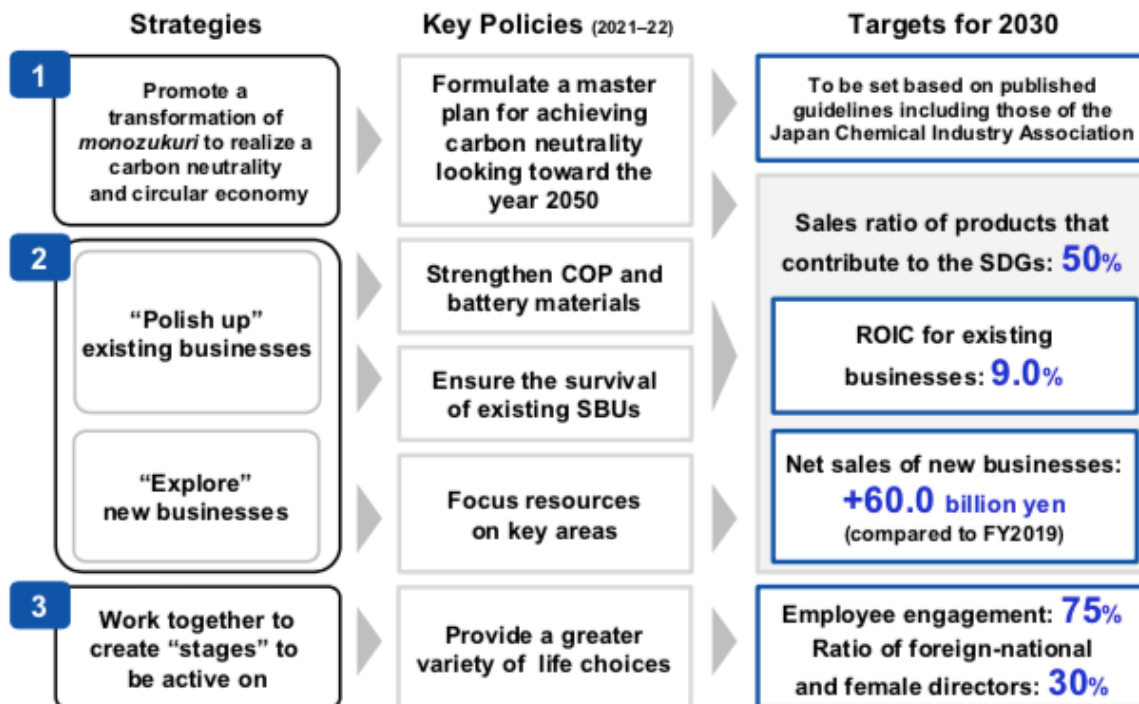 Strategies
Key Policies (2021–22)
Targets for 2030
1
Promote a
transformation of
monozukuri to realize a
carbon neutrality
and circular economy
Formulate a master
plan for achieving
carbon neutrality
looking toward the
year 2050
To be set based on published
guidelines including those of the
Japan Chemical Industry Association
Sales ratio of products that
contribute to the SDGs: 50%
2
“Polish up”
existing businesses
Strengthen COP and
battery materials
Ensure the survival
of existing SBUs
ROIC for existing
businesses: 9.0%
“Explore”
new businesses
Focus resources
on key areas
Net sales of new businesses:
+60.0 billion yen
(compared to FY2019)
3
Work together to
create “stages” to
be active on
Provide a greater
variety of life choices
Employee engagement: 75%
Ratio of foreign-national
and female directors: 30%